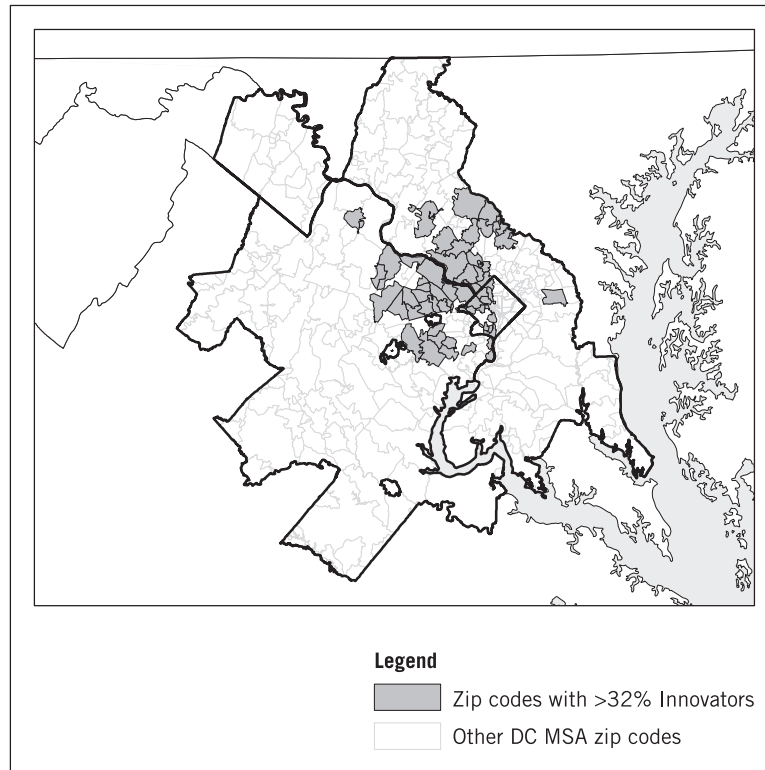 Legend
Zip codes with >32% Innovators
Other DC MSA zip codes